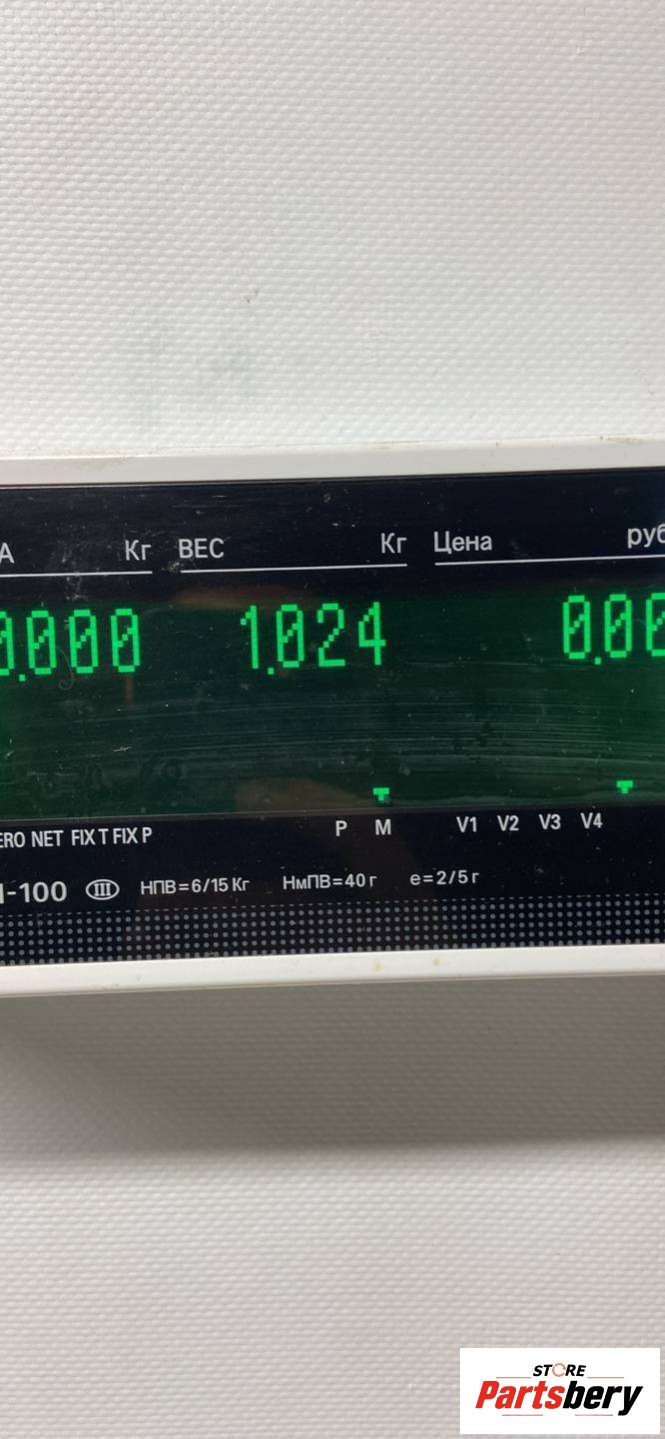 А Кг ВЕС Кг Цена руб
0.000 1.024 0.00
ERO NET FIX T FIX P P M V1 V2 V3 V4
-100 III НПВ=6/15 Кг НмПВ=40 г e=2/5 г
STORE
Partsbery